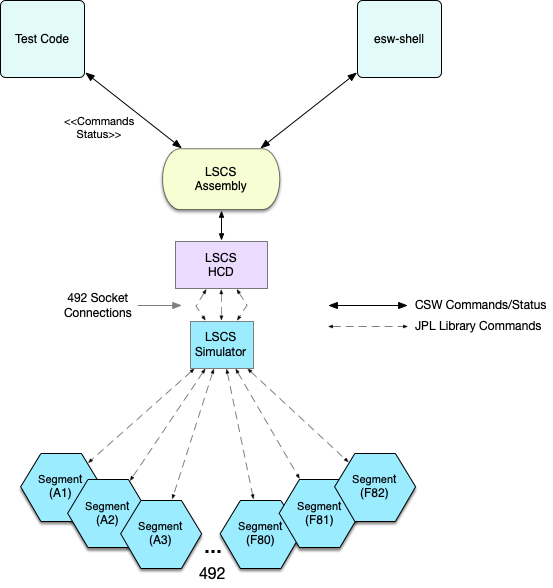 Test Code
esw-shell
<<Commands
Status>>
LSCS
Assembly
LSCS
HCD
492 Socket
Connections
CSW Commands/Status
JPL Library Commands
LSCS
Simulator
Segment
(A1)
Segment
(A2)
Segment
(A3)
Segment
(F80)
Segment
(F81)
Segment
(F82)
...
492